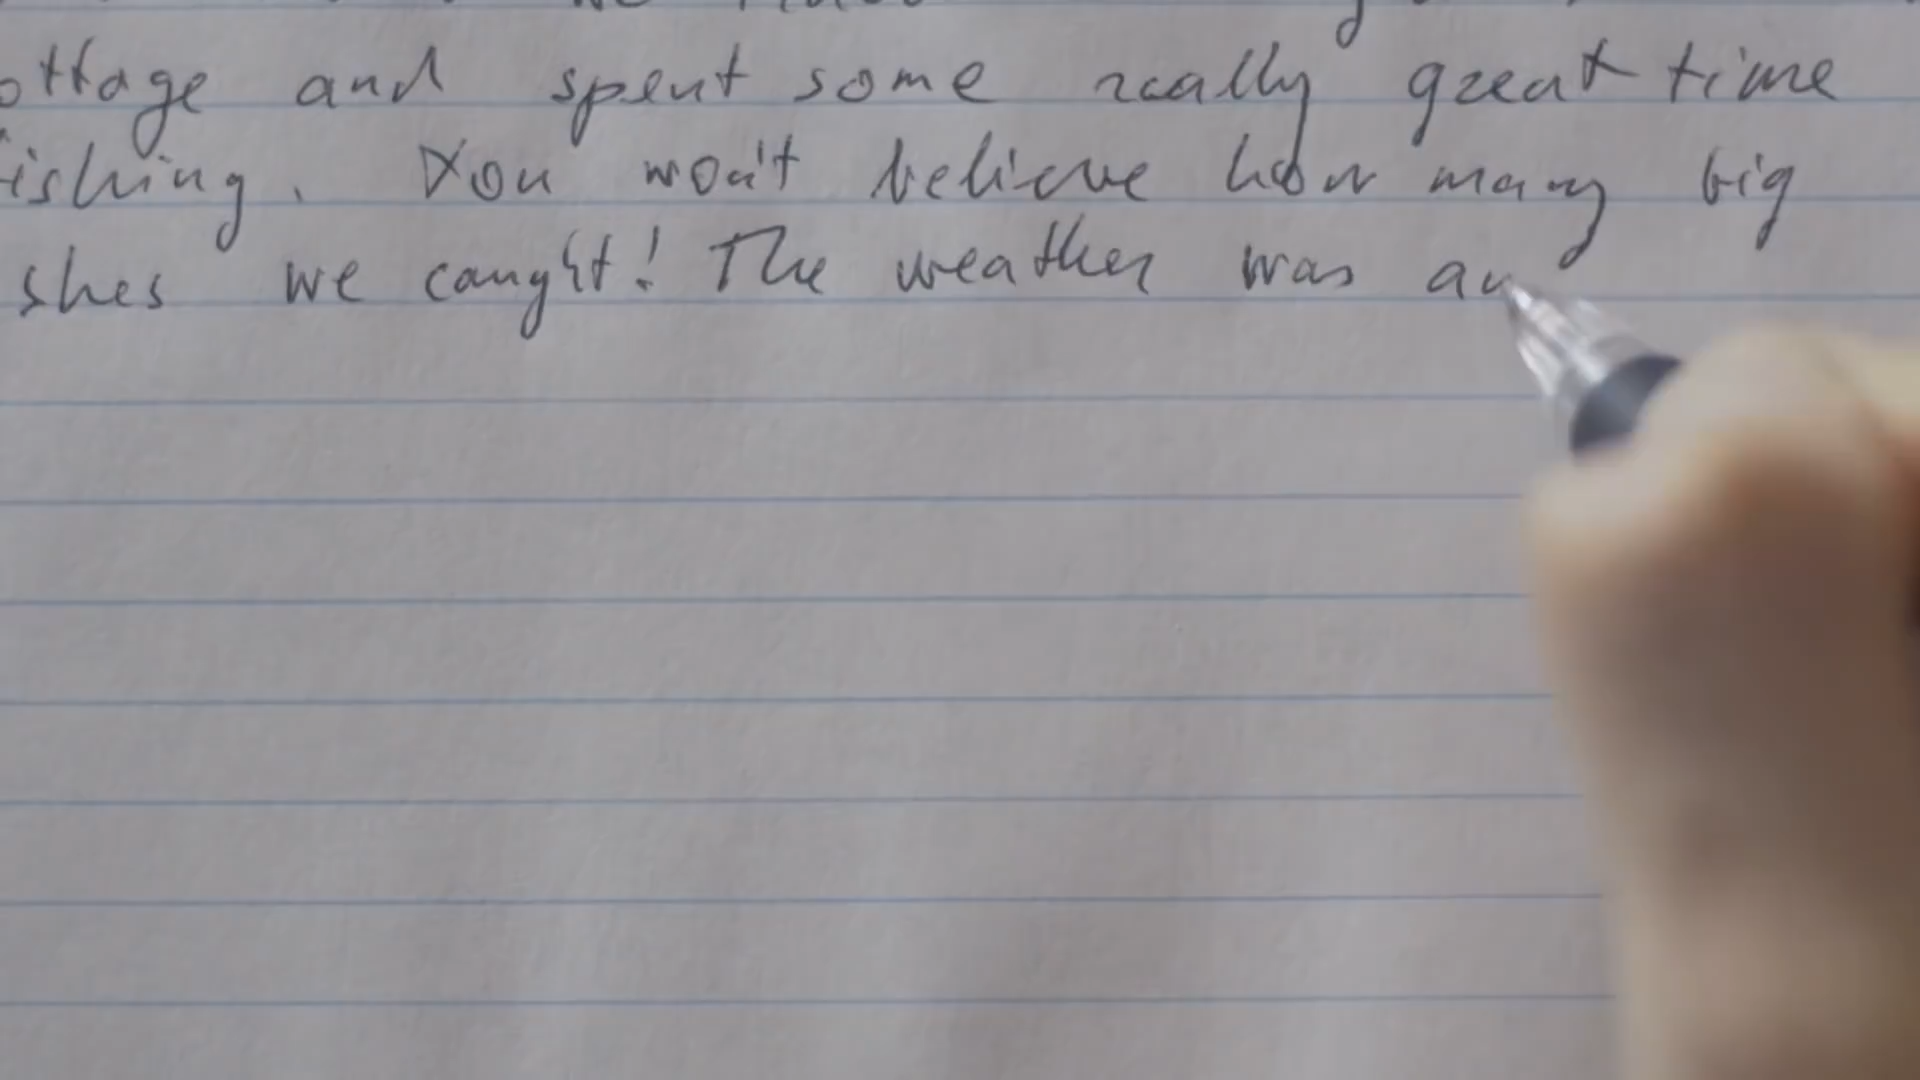 ottage and spent some really great time
ishing. You won't believe how many big
shes we caught! The weather was